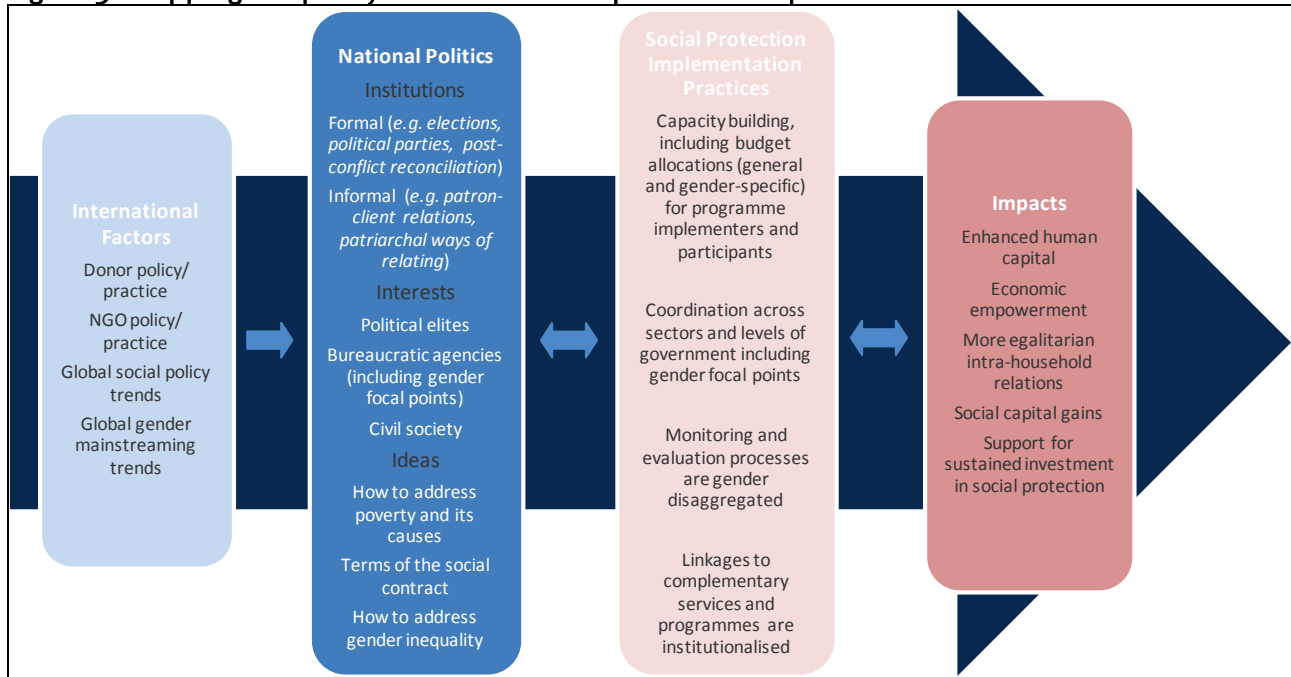 International
Factors
Donor policy/
practice
NGO policy/
practice
Global social policy
trends
Global gender
mainstreaming
trends
National Politics
Institutions
Formal (e.g. elections,
political parties, post-
conflict reconciliation)
Informal (e.g. patron-
client relations,
patriarchal ways of
relating)
Interests
Political elites
Bureaucratic agencies
(including gender
focal points)
Civil society
Ideas
How to address
poverty and its
causes
Terms of the social
contract
How to address
gender inequality
Social Protection
Implementation
Practices
Capacity building,
including budget
allocations (general
and gender-specific)
for programme
implementers and
participants
Coordination across
sectors and levels of
government including
gender focal points
Monitoring and
evaluation processes
are gender
disaggregated
Linkages to
complementary
services and
programmes are
institutionalised
Impacts
Enhanced human
capital
Economic
empowerment
More egalitarian
intra-household
relations
Social capital gains
Support for
sustained investment
in social protection